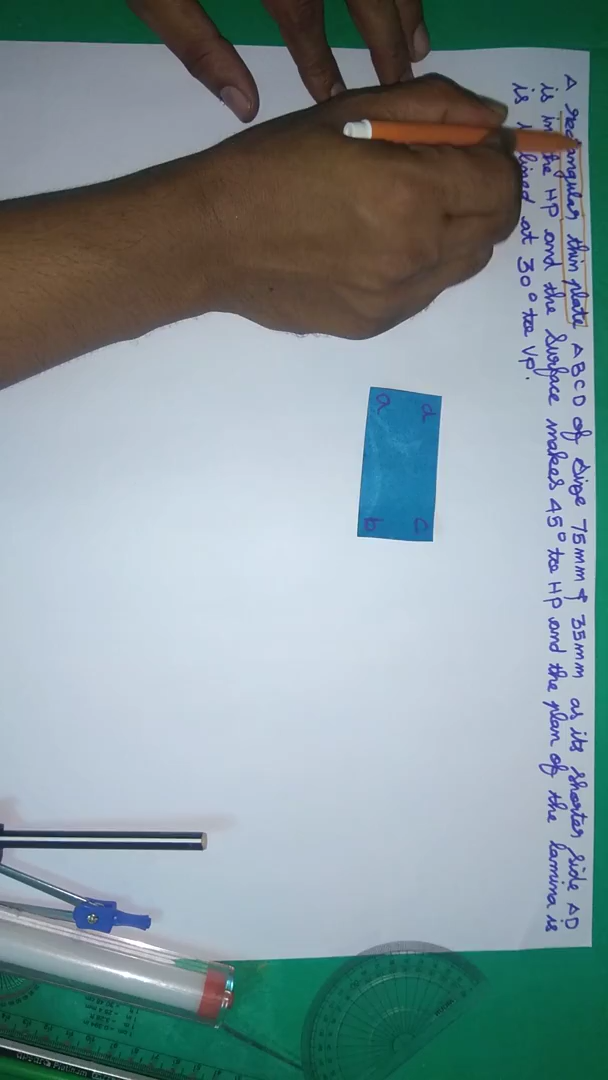 A rectangular thin plate ABCD of size 75mm & 35mm as its shorter side AD
is in the HP and the surface makes 45° to HP and the plan of the lamina is
is lined at 30° to VP.
d
a
c
b